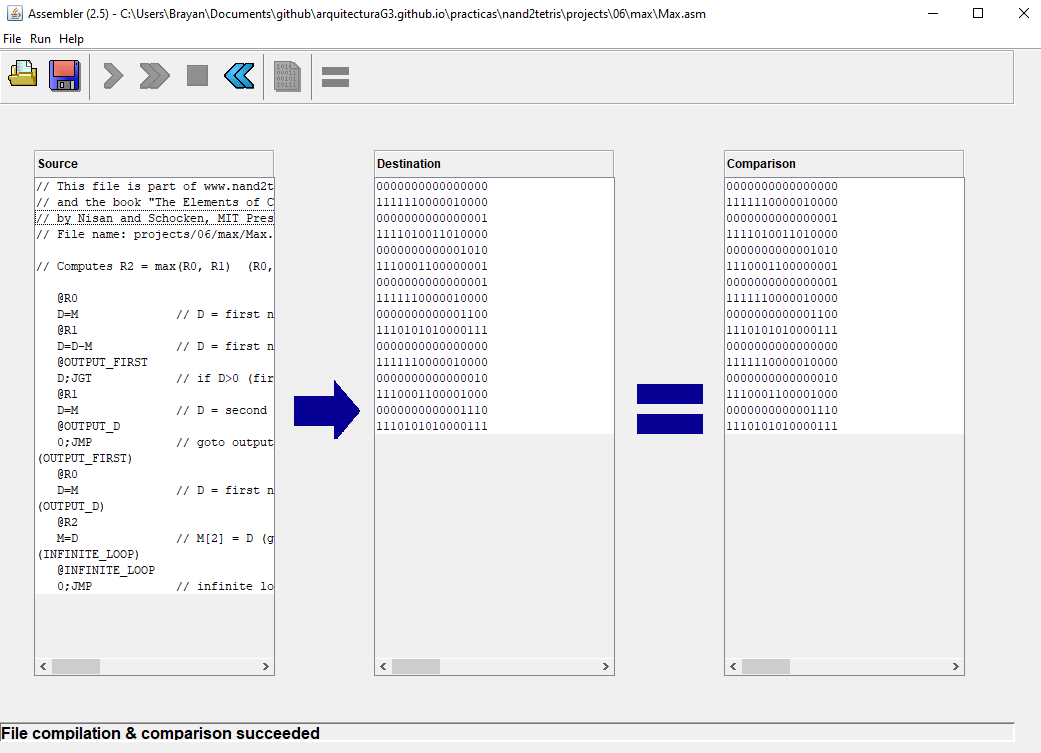 Assembler (2.5) - C:\Users\Brayan\Documents\github\arquitecturaG3.github.io\practicas\nand2tetris\projects\06\max\Max.asm
File Run Help
Source
// This file is part of www.nand2t
// and the book "The Elements of C
// by Nisan and Schocken, MIT Pres
// File name: projects/06/max/Max.
// Computes R2 = max(R0, R1)  (R0,
@R0
D=M // D = first n
@R1
D=D-M // D = first n
@OUTPUT_FIRST
D;JGT // if D>0 (fir
@R1
D=M // D = second
@OUTPUT_D
0;JMP // goto output
(OUTPUT_FIRST)
@R0
D=M // D = first n
(OUTPUT_D)
@R2
M=D // M[2] = D (g
(INFINITE_LOOP)
@INFINITE_LOOP
0;JMP // infinite lo
Destination
0000000000000000
1111110000010000
0000000000000001
1111010011010000
0000000000001010
1110001100000001
0000000000000001
1111110000010000
0000000000001100
1110101010000111
0000000000000000
1111110000010000
0000000000000010
1110001100001000
0000000000001110
1110101010000111
Comparison
0000000000000000
1111110000010000
0000000000000001
1111010011010000
0000000000001010
1110001100000001
0000000000000001
1111110000010000
0000000000001100
1110101010000111
0000000000000000
1111110000010000
0000000000000010
1110001100001000
0000000000001110
1110101010000111
File compilation & comparison succeeded